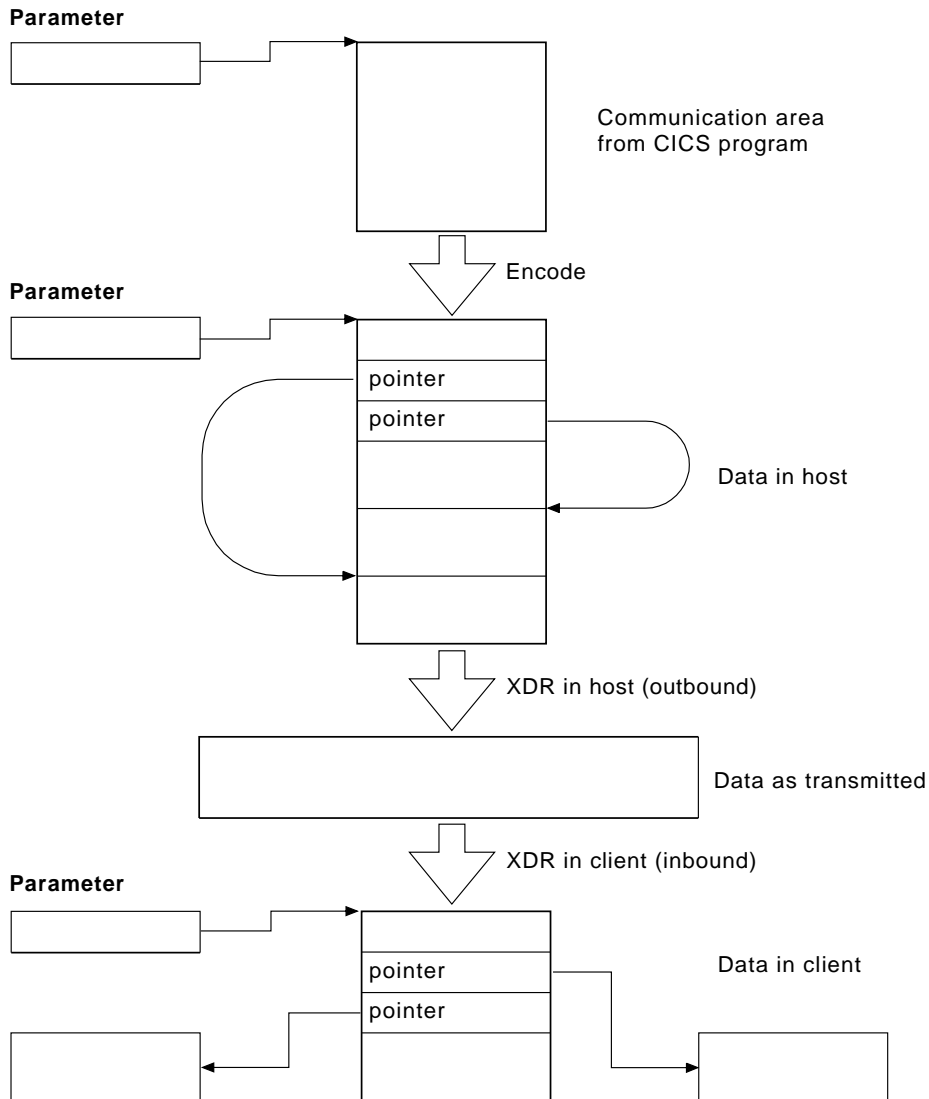 Parameter
Communication area
from CICS program
Encode
Parameter
pointer
pointer
Data in host
XDR in host (outbound)
Data as transmitted
XDR in client (inbound)
Parameter
pointer
Data in client
pointer